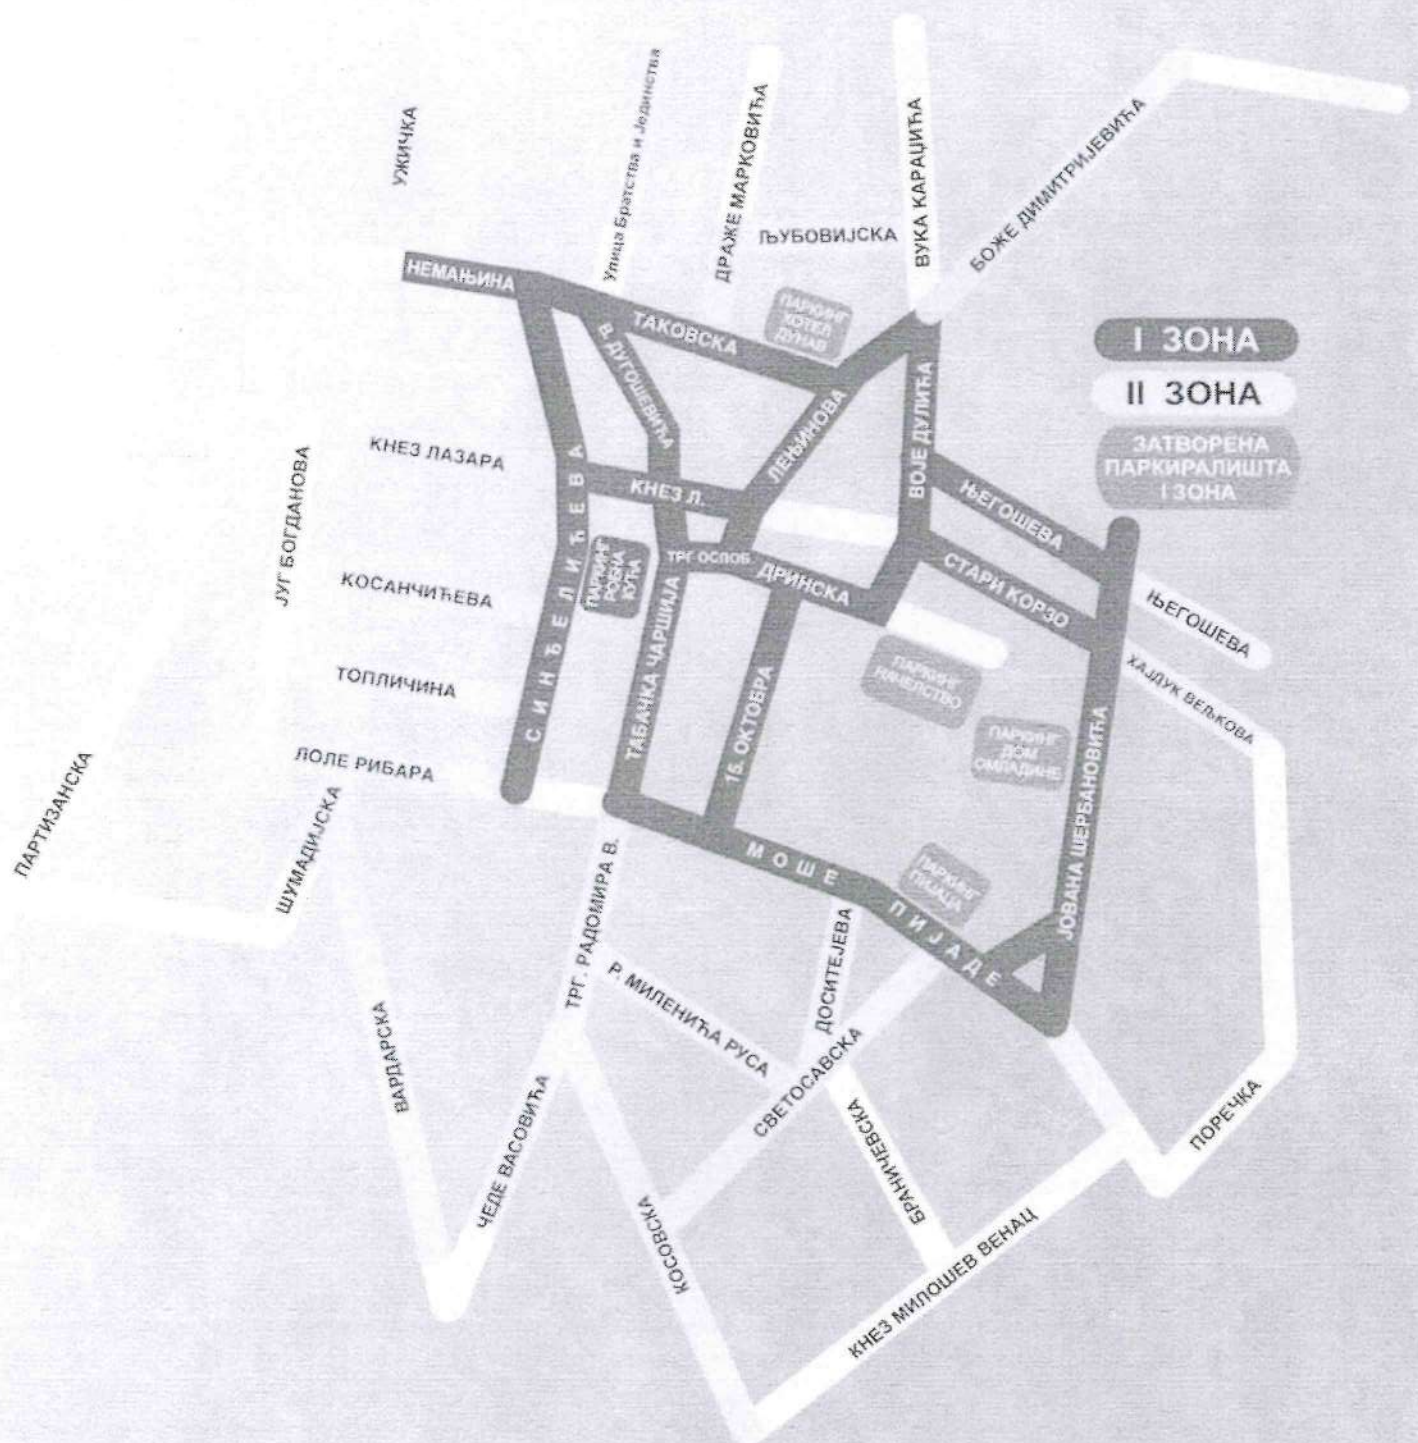 УЖИЧКА
Улица Братства и Јединства
ДРАЖЕ МАРКОВИЋА
ВУКА КАРАЏИЋА
БОЖЕ ДИМИТРИЈЕВИЋА
ЉУБОВИЈСКА
НЕМАЊИНА
ПАРКИНГ
ХОТЕЛ
ДУНАВ
ТАКОВСКА
В. ДУГОШЕВИЋА
I ЗОНА
II ЗОНА
ЗАТВОРЕНА
ПАРКИРАЛИШТА
I ЗОНА
ЛЕЊИНОВА
ВОЈЕ ДУЛИЋА
КНЕЗ ЛАЗАРА
ЈУГ БОГДАНОВА
СИНЂЕЛИЋЕВА
КНЕЗ Л.
ЊЕГОШЕВА
ТРГ ОСЛОБ.
ДРИНСКА
СТАРИ КОРЗО
ПАРКИНГ
РОБНА
КУЋА
КОСАНЧИЋЕВА
ЊЕГОШЕВА
ХАЈДУК ВЕЉКОВА
ТАБАЧКА ЧАРШИЈА
15. ОКТОБРА
ПАРКИНГ
НАЧЕЛСТВО
ТОПЛИЧИНА
ПАРКИНГ
ДОМ
ОМЛАДИНЕ
ЈОВАНА ШЕРБАНОВИЋА
ЛОЛЕ РИБАРА
ПАРТИЗАНСКА
ШУМАДИЈСКА
МОШЕ ПИЈАДЕ
ПАРКИНГ
ПИЈАЦА
ТРГ. РАДОМИРА В.
Р. МИЛЕНИЋА РУСА
ДОСИТЕЈЕВА
СВЕТОСАВСКА
ВАРДАРСКА
ЧЕДЕ ВАСОВИЋА
БРАНИЧЕВСКА
ПОРЕЧКА
КОСОВСКА
КНЕЗ МИЛОШЕВ ВЕНАЦ